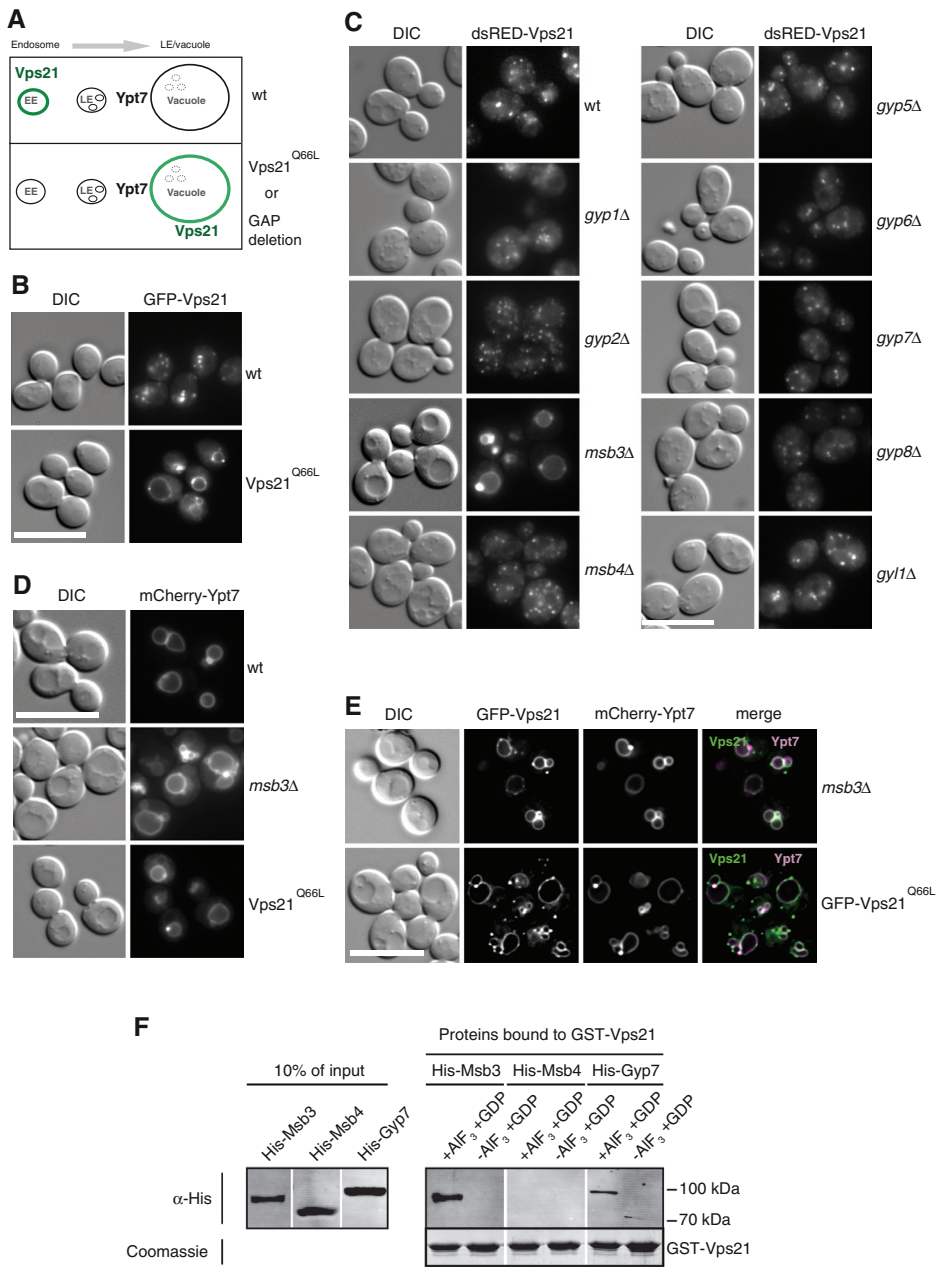 A
Endosome LE/vacuole
Vps21
EE LE Ypt7 Vacuole wt
EE LE Ypt7 Vacuole
Vps21
Vps21Q66L
or
GAP
deletion
B
DIC GFP-Vps21
wt
Vps21Q66L
C
DIC dsRED-Vps21
wt
gyp1Δ
gyp2Δ
msb3Δ
msb4Δ
DIC dsRED-Vps21
gyp5Δ
gyp6Δ
gyp7Δ
gyp8Δ
gyl1Δ
D
DIC mCherry-Ypt7
wt
msb3Δ
Vps21Q66L
E
DIC GFP-Vps21 mCherry-Ypt7 merge
Vps21 Ypt7
msb3Δ
Vps21 Ypt7
GFP-Vps21Q66L
F
Proteins bound to GST-Vps21
10% of input
His-Msb3 His-Msb4 His-Gyp7
His-Msb3 His-Msb4 His-Gyp7
+AlF3 +GDP -AlF3 +GDP +AlF3 +GDP -AlF3 +GDP +AlF3 +GDP -AlF3 +GDP
α-His
100 kDa
70 kDa
Coomassie
GST-Vps21